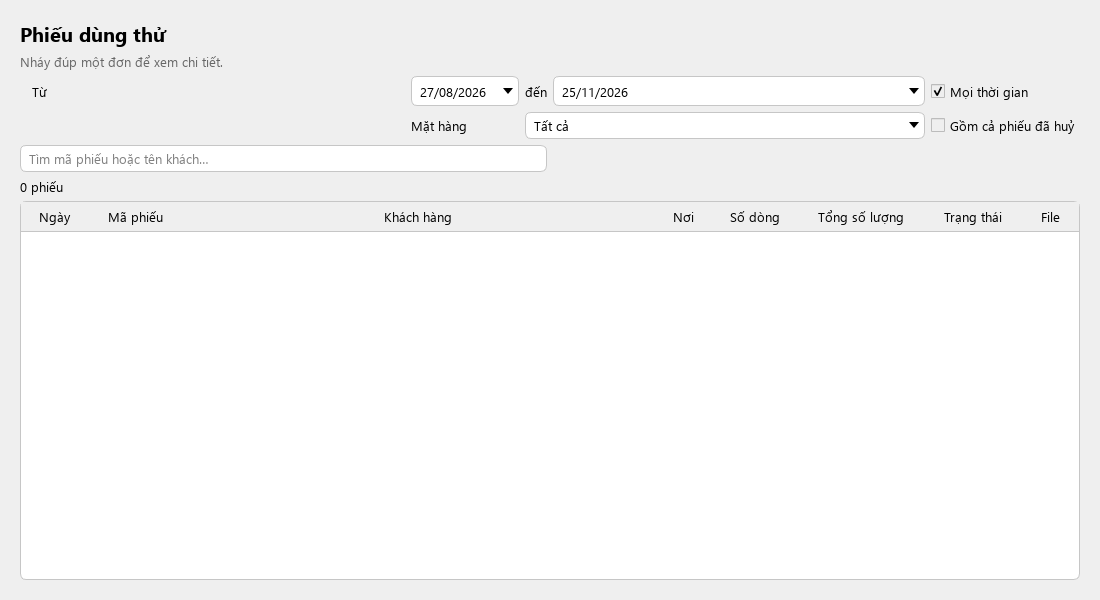 Phiếu dùng thử
Nháy đúp một đơn để xem chi tiết.
Từ 27/08/2026 đến 25/11/2026 Mọi thời gian
Mặt hàng Tất cả Gồm cả phiếu đã huỷ
Tìm mã phiếu hoặc tên khách...
0 phiếu
Ngày Mã phiếu Khách hàng Nơi Số dòng Tổng số lượng Trạng thái File